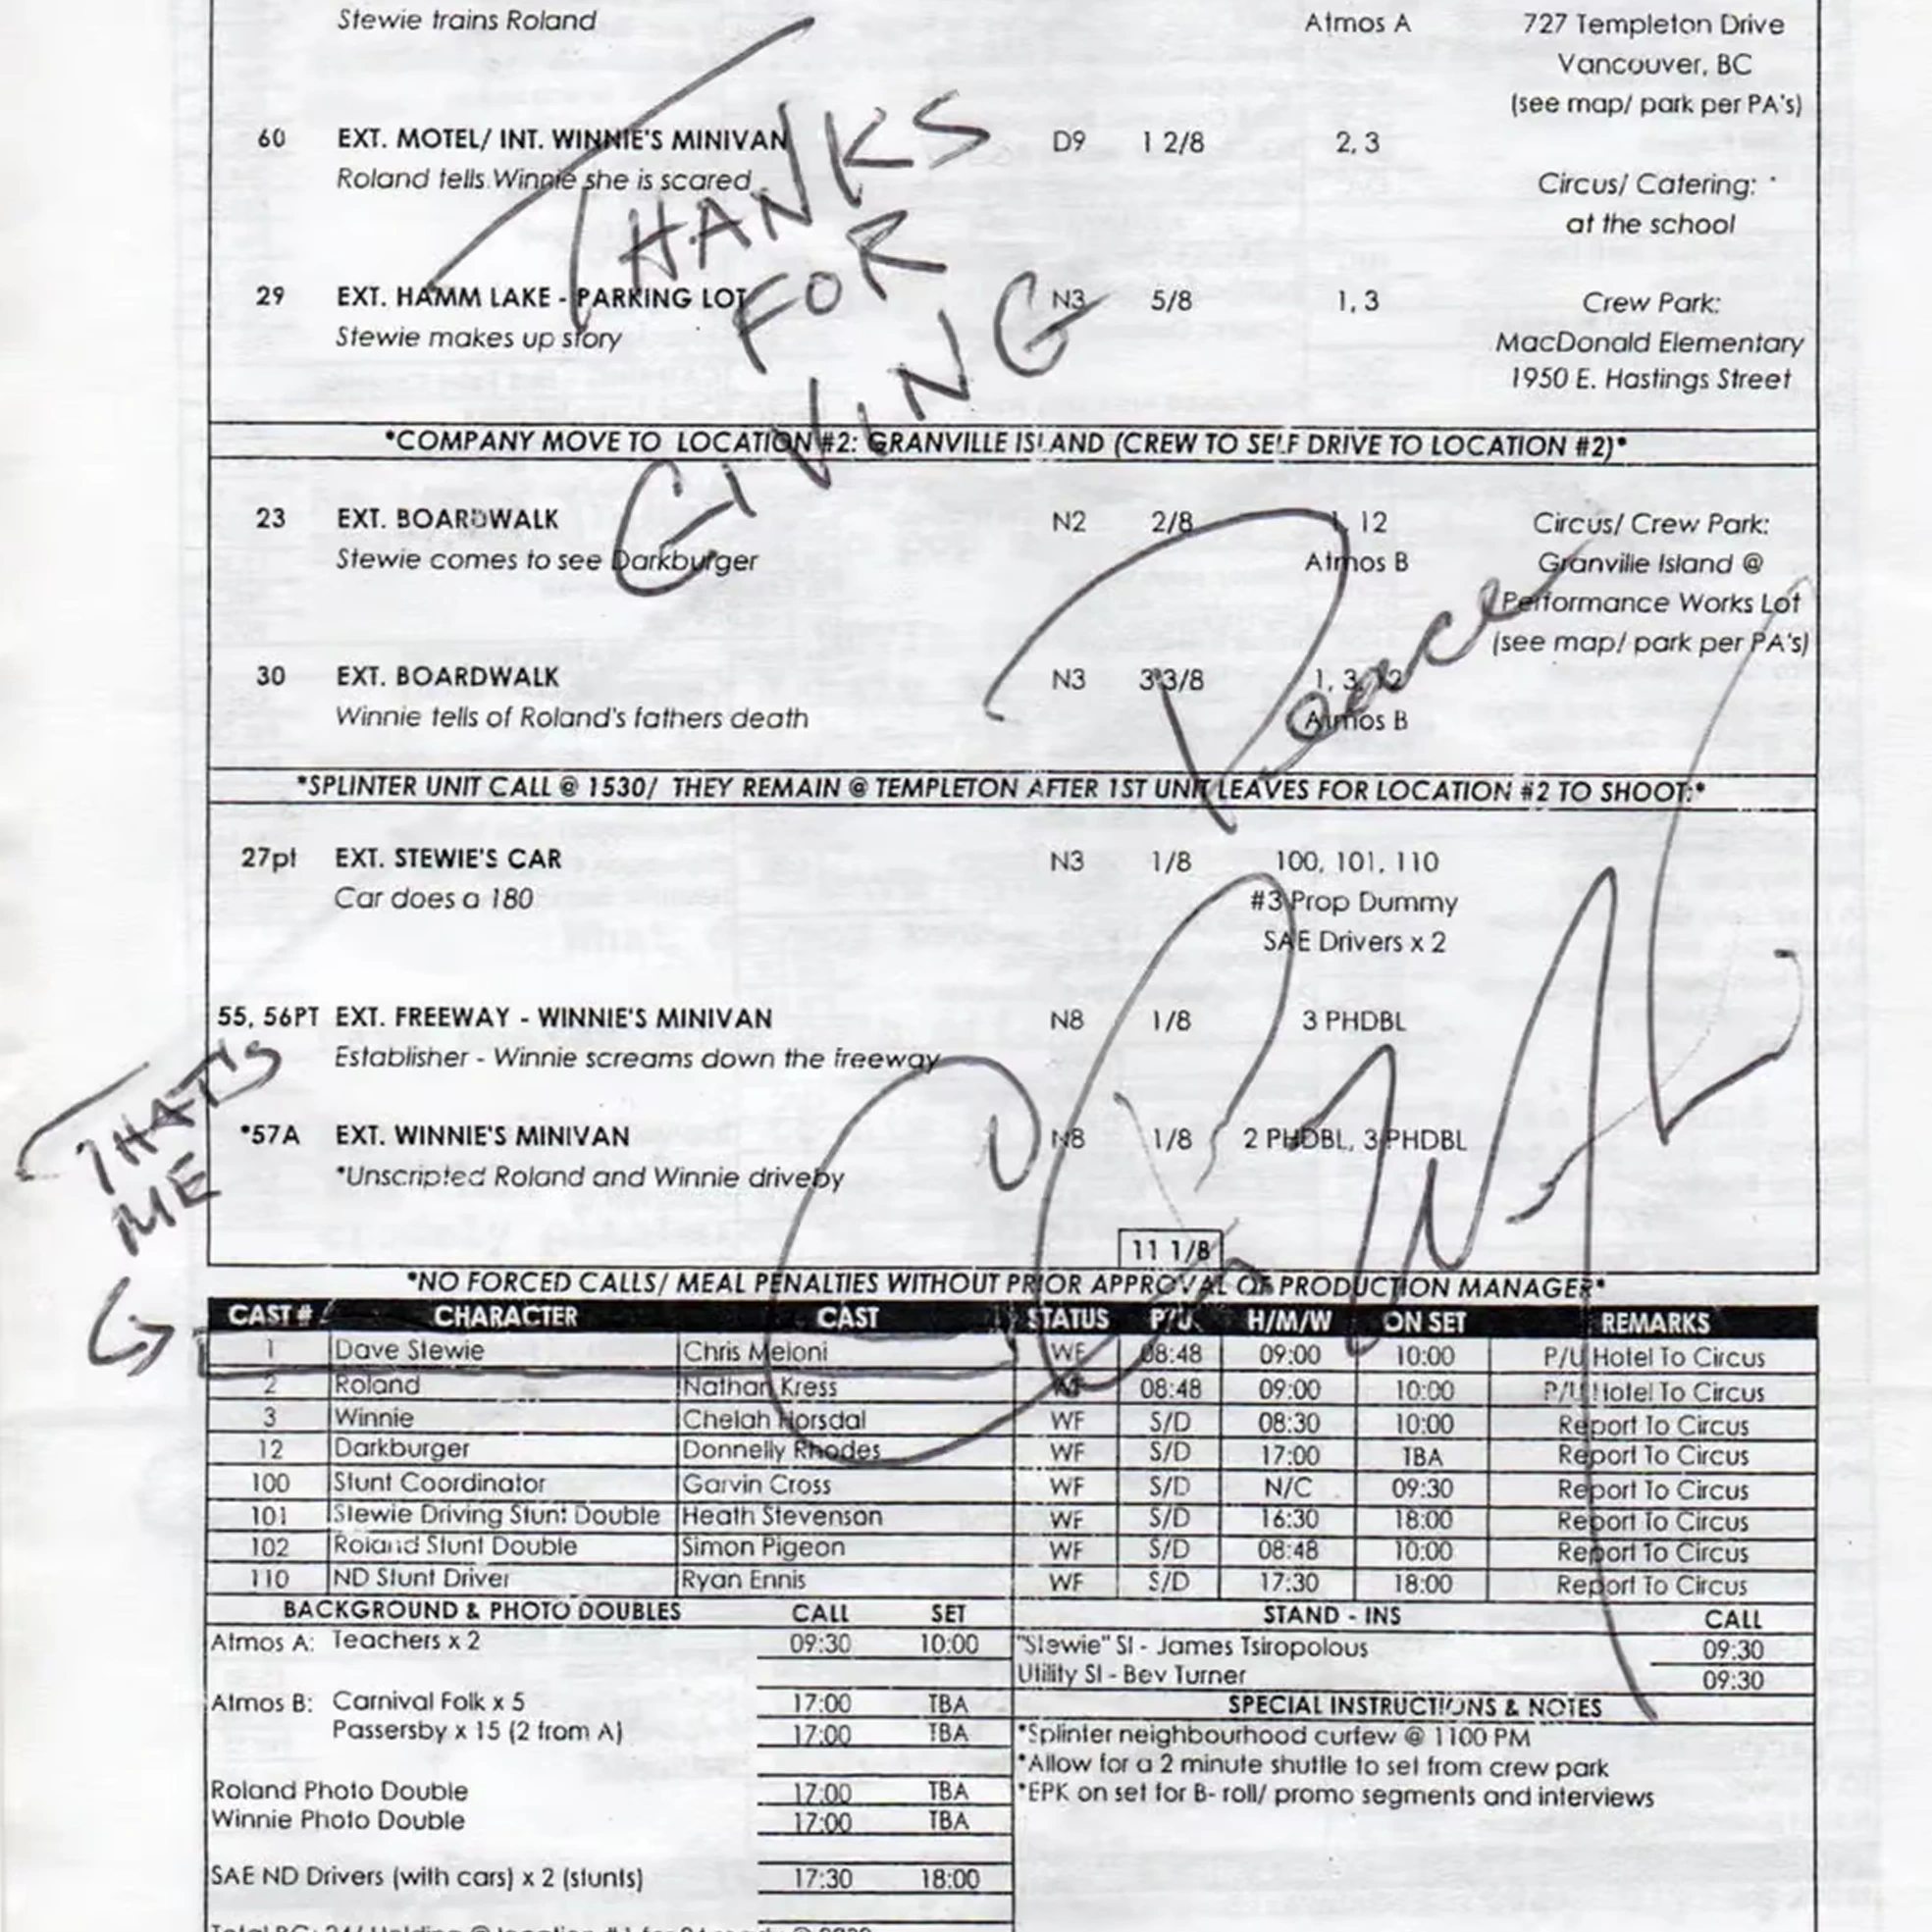 Stewie trains Roland Atmos A 727 Templeton Drive
Vancouver, BC
(see map/ park per PA's)
60 EXT. MOTEL/ INT. WINNIE'S MINIVAN D9 1 2/8 2, 3
Roland tells Winnie she is scared
Circus/ Catering:
at the school
29 EXT. HAMM LAKE - PARKING LOT N3 5/8 1, 3 Crew Park:
Stewie makes up story MacDonald Elementary
1950 E. Hastings Street
THANKS
FOR
GIVING
*COMPANY MOVE TO LOCATION #2: GRANVILLE ISLAND (CREW TO SELF DRIVE TO LOCATION #2)*
23 EXT. BOARDWALK N2 2/8 1, 12 Circus/ Crew Park:
Stewie comes to see Darkburger Atmos B Granville Island @
Performance Works Lot
(see map/ park per PA's)
Peace
30 EXT. BOARDWALK N3 3 3/8 1, 3, 12
Winnie tells of Roland's fathers death Atmos B
*SPLINTER UNIT CALL @ 1530/ THEY REMAIN @ TEMPLETON AFTER 1ST UNIT LEAVES FOR LOCATION #2 TO SHOOT:*
27pt EXT. STEWIE'S CAR N3 1/8 100, 101, 110
Car does a 180 #3 Prop Dummy
SAE Drivers x 2
55, 56PT EXT. FREEWAY - WINNIE'S MINIVAN N8 1/8 3 PHDBL
Establisher - Winnie screams down the freeway
*57A EXT. WINNIE'S MINIVAN N8 1/8 2 PHDBL, 3 PHDBL
*Unscripted Roland and Winnie driveby
THAT'S
ME
11 1/8
*NO FORCED CALLS/ MEAL PENALTIES WITHOUT PRIOR APPROVAL OF PRODUCTION MANAGER*
CAST # CHARACTER CAST STATUS P/U H/M/W ON SET REMARKS
1 Dave Stewie Chris Meloni WF 08:48 09:00 10:00 P/U Hotel To Circus
2 Roland Nathan Kress 08:48 09:00 10:00 P/U Hotel To Circus
3 Winnie Chelah Horsdal WF S/D 08:30 10:00 Report To Circus
12 Darkburger Donnelly Rhodes WF S/D 17:00 TBA Report To Circus
100 Stunt Coordinator Garvin Cross WF S/D N/C 09:30 Report To Circus
101 Stewie Driving Stunt Double Heath Stevenson WF S/D 16:30 18:00 Report To Circus
102 Roland Stunt Double Simon Pigeon WF S/D 08:48 10:00 Report To Circus
110 ND Stunt Driver Ryan Ennis WF S/D 17:30 18:00 Report To Circus
BACKGROUND & PHOTO DOUBLES CALL SET STAND - INS CALL
Atmos A: Teachers x 2 09:30 10:00 "Stewie" SI - James Tsiropolous 09:30
Utility SI - Bev Turner 09:30
Atmos B: Carnival Folk x 5 17:00 TBA SPECIAL INSTRUCTIONS & NOTES
Passersby x 15 (2 from A) 17:00 TBA *Splinter neighbourhood curfew @ 1100 PM
*Allow for a 2 minute shuttle to set from crew park
Roland Photo Double 17:00 TBA *EPK on set for B- roll/ promo segments and interviews
Winnie Photo Double 17:00 TBA
SAE ND Drivers (with cars) x 2 (stunts) 17:30 18:00